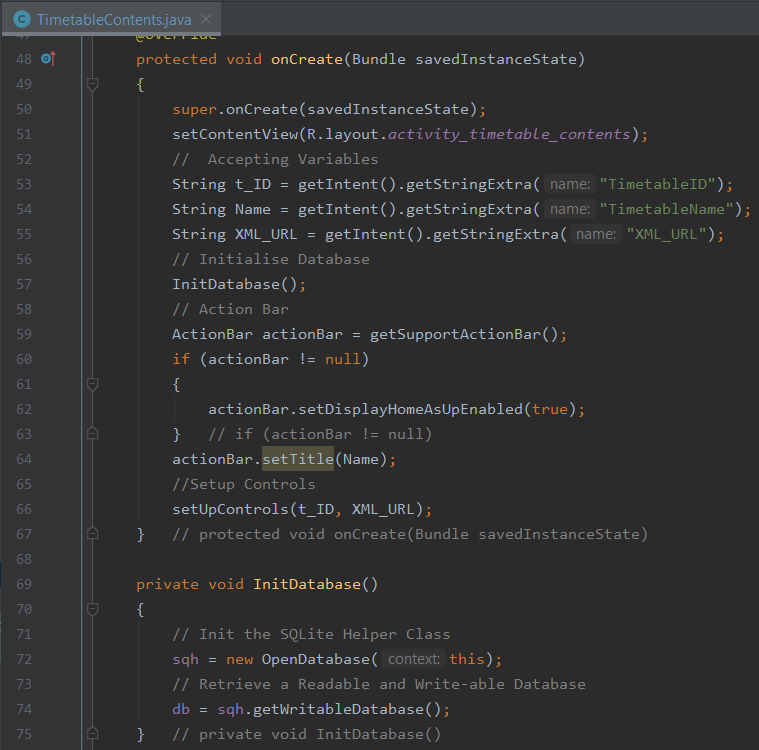 TimetableContents.java
47 @Override
48 protected void onCreate(Bundle savedInstanceState)
49 {
50 super.onCreate(savedInstanceState);
51 setContentView(R.layout.activity_timetable_contents);
52 //  Accepting Variables
53 String t_ID = getIntent().getStringExtra( name: "TimetableID");
54 String Name = getIntent().getStringExtra( name: "TimetableName");
55 String XML_URL = getIntent().getStringExtra( name: "XML_URL");
56 // Initialise Database
57 InitDatabase();
58 // Action Bar
59 ActionBar actionBar = getSupportActionBar();
60 if (actionBar != null)
61 {
62 actionBar.setDisplayHomeAsUpEnabled(true);
63 }   // if (actionBar != null)
64 actionBar.setTitle(Name);
65 //Setup Controls
66 setUpControls(t_ID, XML_URL);
67 }   // protected void onCreate(Bundle savedInstanceState)
68
69 private void InitDatabase()
70 {
71 // Init the SQLite Helper Class
72 sqh = new OpenDatabase( context: this);
73 // Retrieve a Readable and Write-able Database
74 db = sqh.getWritableDatabase();
75 }   // private void InitDatabase()